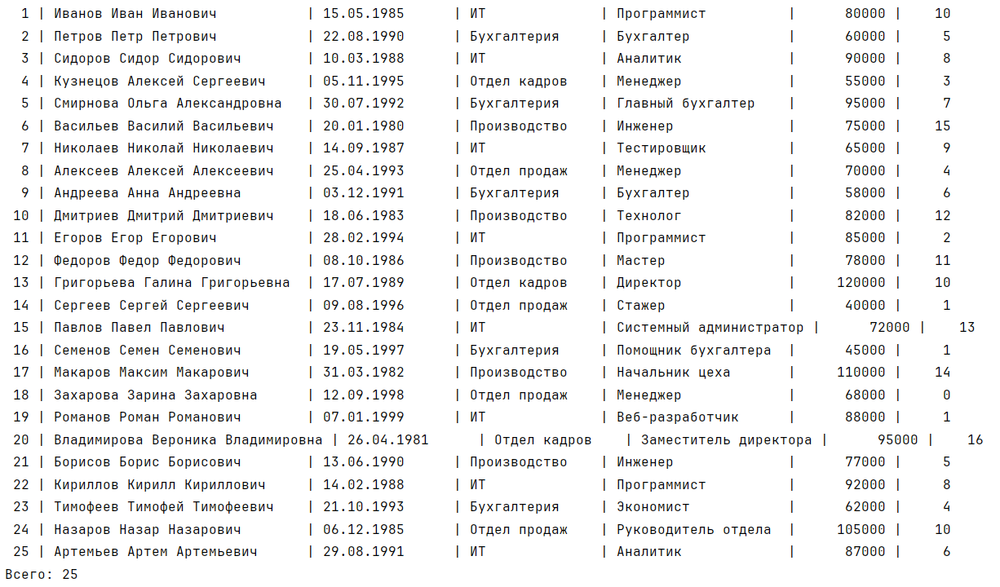 1 | Иванов Иван Иванович | 15.05.1985 | ИТ | Программист | 80000 | 10
2 | Петров Петр Петрович | 22.08.1990 | Бухгалтерия | Бухгалтер | 60000 | 5
3 | Сидоров Сидор Сидорович | 10.03.1988 | ИТ | Аналитик | 90000 | 8
4 | Кузнецов Алексей Сергеевич | 05.11.1995 | Отдел кадров | Менеджер | 55000 | 3
5 | Смирнова Ольга Александровна | 30.07.1992 | Бухгалтерия | Главный бухгалтер | 95000 | 7
6 | Васильев Василий Васильевич | 20.01.1980 | Производство | Инженер | 75000 | 15
7 | Николаев Николай Николаевич | 14.09.1987 | ИТ | Тестировщик | 65000 | 9
8 | Алексеев Алексей Алексеевич | 25.04.1993 | Отдел продаж | Менеджер | 70000 | 4
9 | Андреева Анна Андреевна | 03.12.1991 | Бухгалтерия | Бухгалтер | 58000 | 6
10 | Дмитриев Дмитрий Дмитриевич | 18.06.1983 | Производство | Технолог | 82000 | 12
11 | Егоров Егор Егорович | 28.02.1994 | ИТ | Программист | 85000 | 2
12 | Федоров Федор Федорович | 08.10.1986 | Производство | Мастер | 78000 | 11
13 | Григорьева Галина Григорьевна | 17.07.1989 | Отдел кадров | Директор | 120000 | 10
14 | Сергеев Сергей Сергеевич | 09.08.1996 | Отдел продаж | Стажер | 40000 | 1
15 | Павлов Павел Павлович | 23.11.1984 | ИТ | Системный администратор | 72000 | 13
16 | Семенов Семен Семенович | 19.05.1997 | Бухгалтерия | Помощник бухгалтера | 45000 | 1
17 | Макаров Максим Макарович | 31.03.1982 | Производство | Начальник цеха | 110000 | 14
18 | Захарова Зарина Захаровна | 12.09.1998 | Отдел продаж | Менеджер | 68000 | 0
19 | Романов Роман Романович | 07.01.1999 | ИТ | Веб-разработчик | 88000 | 1
20 | Владимирова Вероника Владимировна | 26.04.1981 | Отдел кадров | Заместитель директора | 95000 | 16
21 | Борисов Борис Борисович | 13.06.1990 | Производство | Инженер | 77000 | 5
22 | Кириллов Кирилл Кириллович | 14.02.1988 | ИТ | Программист | 92000 | 8
23 | Тимофеев Тимофей Тимофеевич | 21.10.1993 | Бухгалтерия | Экономист | 62000 | 4
24 | Назаров Назар Назарович | 06.12.1985 | Отдел продаж | Руководитель отдела | 105000 | 10
25 | Артемьев Артем Артемьевич | 29.08.1991 | ИТ | Аналитик | 87000 | 6
Всего: 25